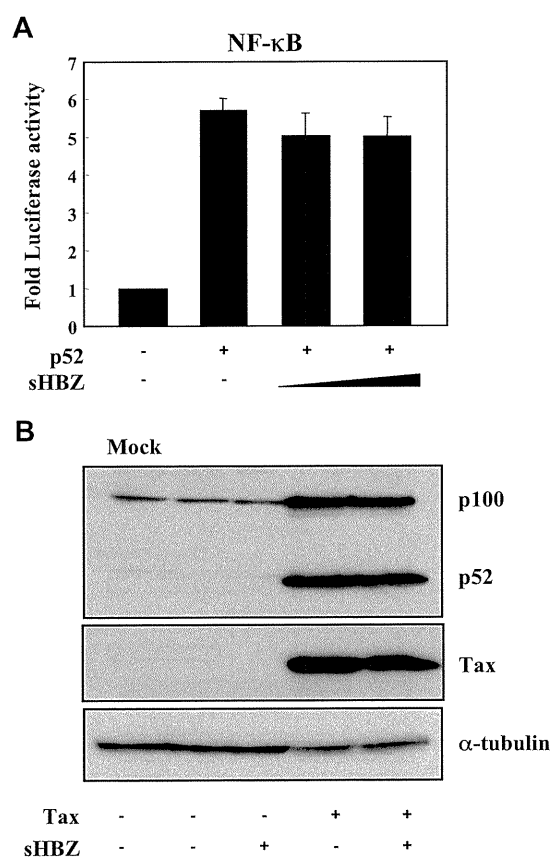 A
NF-κB
7
6
5
4
3
2
1
0
Fold Luciferase activity
p52 - + + +
sHBZ - -
B
Mock
p100
p52
Tax
α-tubulin
Tax - - - + +
sHBZ - - + - +